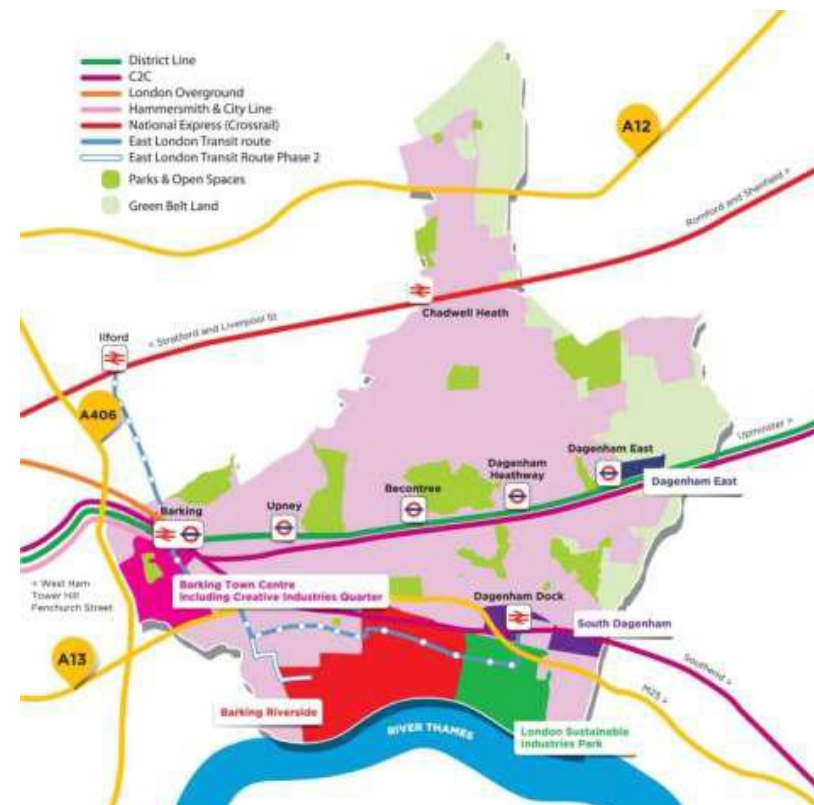 District Line
C2C
London Overground
Hammersmith & City Line
National Express (Crossrail)
East London Transit route
East London Transit Route Phase 2
Parks & Open Spaces
Green Belt Land
A12
Romford and Shenfield >
Chadwell Heath
< Stratford and Liverpool St
Ilford
A406
Upminster >
Dagenham East
Dagenham
Heathway
Dagenham East
Becontree
Upney
Barking
< West Ham
Tower Hill
Fenchurch Street
Barking Town Centre
Including Creative Industries Quarter
Dagenham Dock
South Dagenham
A13
Southend >
M25 >
Barking Riverside
RIVER THAMES
London Sustainable
Industries Park